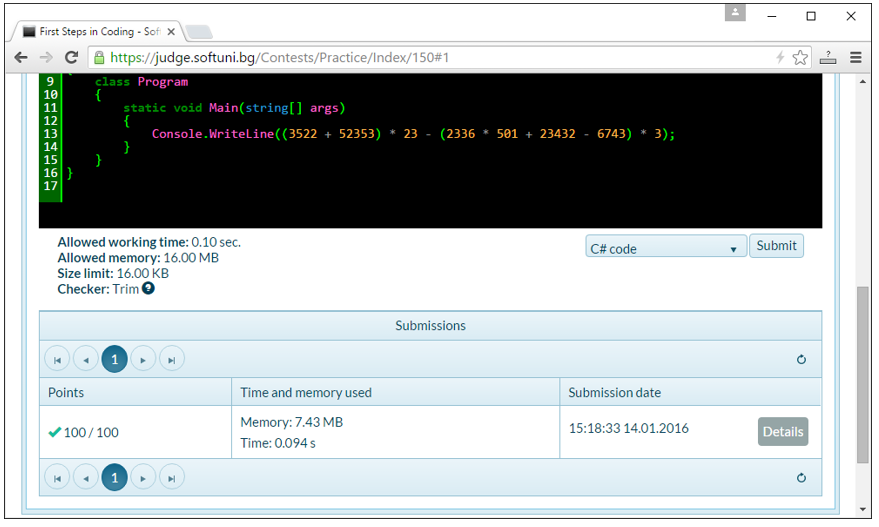 First Steps in Coding - Sof
https://judge.softuni.bg/Contests/Practice/Index/150#1
9 class Program
10 {
11 static void Main(string[] args)
12 {
13 Console.WriteLine((3522 + 52353) * 23 - (2336 * 501 + 23432 - 6743) * 3);
14 }
15 }
16 }
17
Allowed working time: 0.10 sec.
Allowed memory: 16.00 MB
Size limit: 16.00 KB
Checker: Trim ?
C# code
Submit
Submissions
1
Points Time and memory used Submission date
100 / 100
Memory: 7.43 MB
Time: 0.094 s
15:18:33 14.01.2016
Details
1